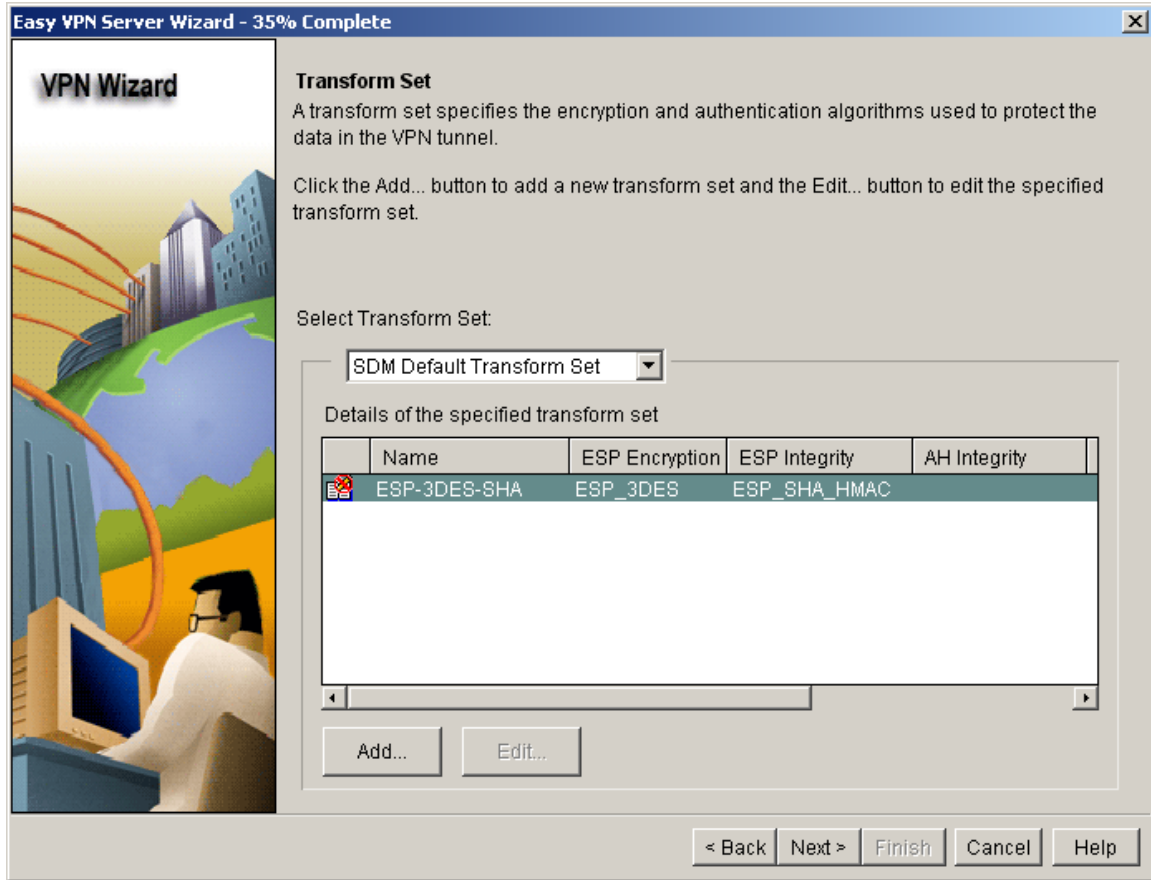 Easy VPN Server Wizard - 35% Complete
VPN Wizard
Transform Set
A transform set specifies the encryption and authentication algorithms used to protect the
data in the VPN tunnel.
Click the Add... button to add a new transform set and the Edit... button to edit the specified
transform set.
Select Transform Set:
SDM Default Transform Set
Details of the specified transform set
Name ESP Encryption ESP Integrity AH Integrity
ESP-3DES-SHA ESP_3DES ESP_SHA_HMAC
Add... Edit...
< Back Next > Finish Cancel Help